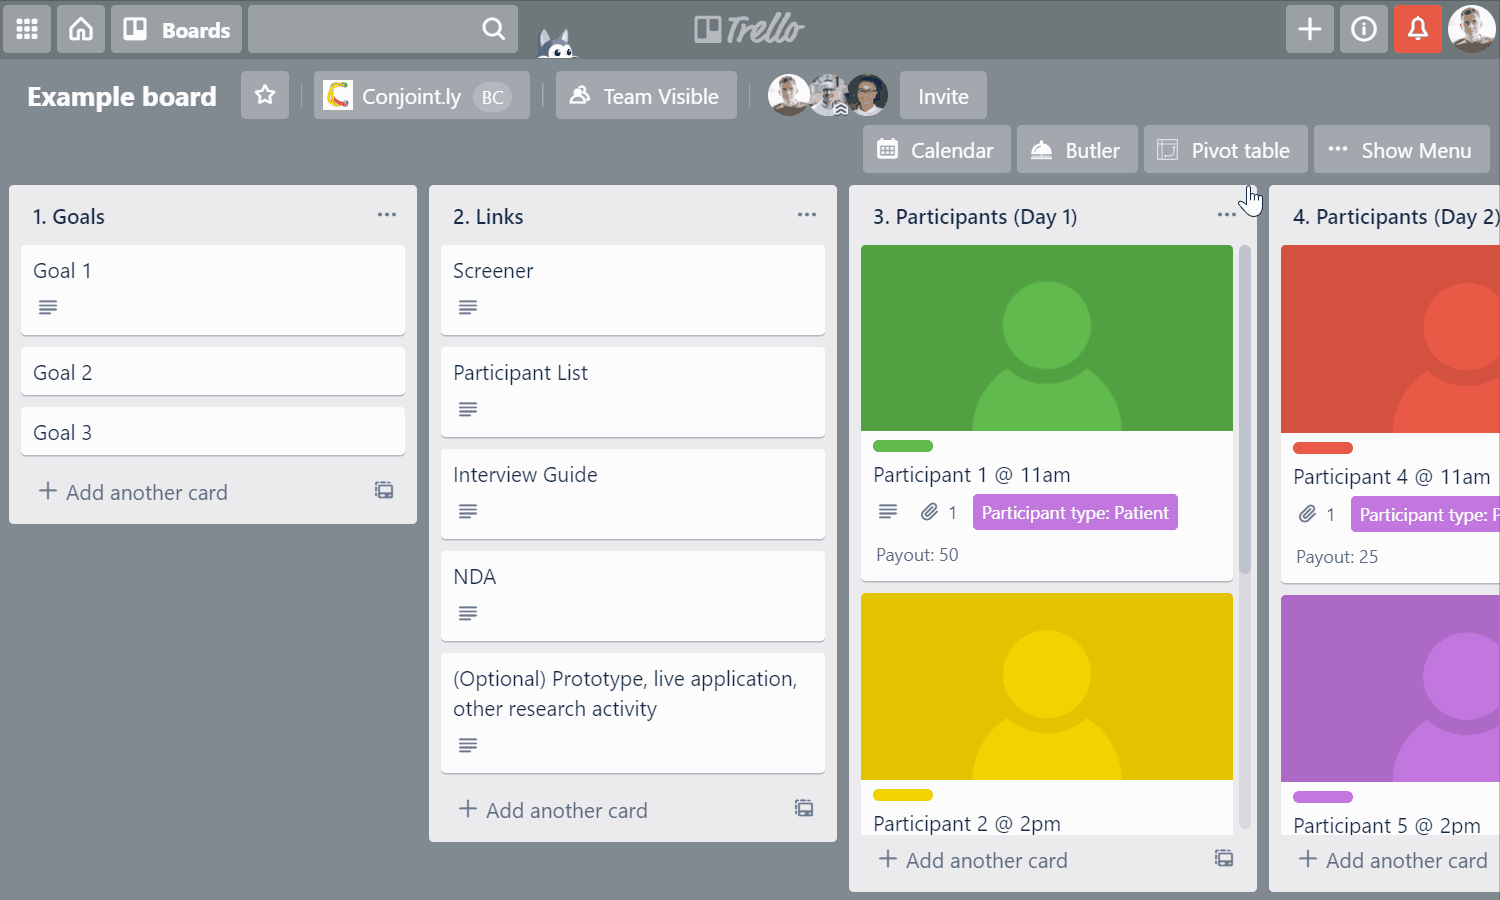 Boards
Trello
Example board
Conjoint.ly BC
Team Visible
Invite
Calendar
Butler
Pivot table
Show Menu
1. Goals
Goal 1
Goal 2
Goal 3
Add another card
2. Links
Screener
Participant List
Interview Guide
NDA
(Optional) Prototype, live application,
other research activity
Add another card
3. Participants (Day 1)
Participant 1 @ 11am
1 Participant type: Patient
Payout: 50
Participant 2 @ 2pm
Add another card
4. Participants (Day 2)
Participant 4 @ 11am
1 Participant type: P
Payout: 25
Participant 5 @ 2pm
Add another card